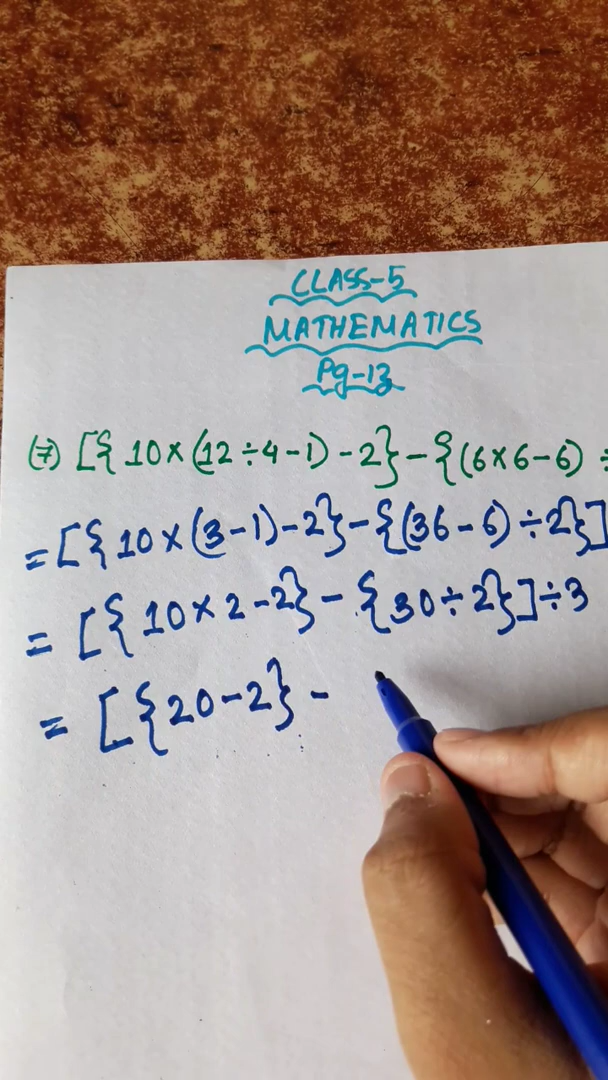 CLASS-5
MATHEMATICS
Pg-13
(7) [{10×(12÷4-1)-2}-{(6×6-6)÷
=[{10×(3-1)-2}-{(36-6)÷2}]
=[{10×2-2}-{30÷2}]÷3
=[{20-2}-